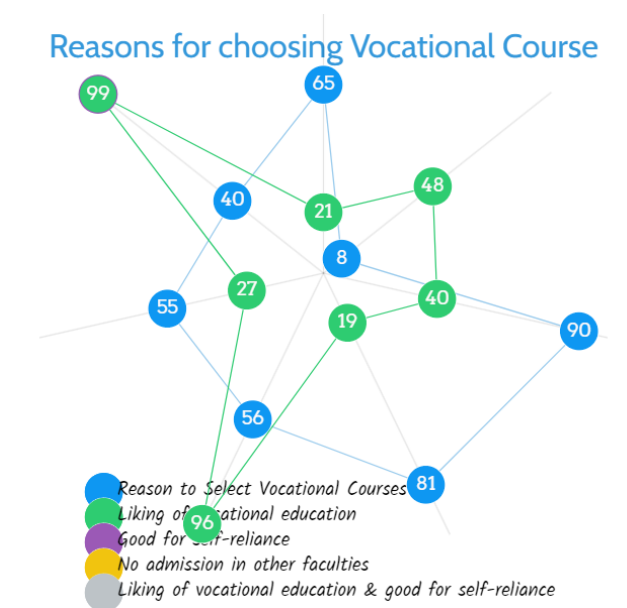 Reasons for choosing Vocational Course
65
99
48
40
21
8
27
40
55
19
90
56
81
Reason to Select Vocational Courses
Liking of vocational education
96
Good for self-reliance
No admission in other faculties
Liking of vocational education & good for self-reliance